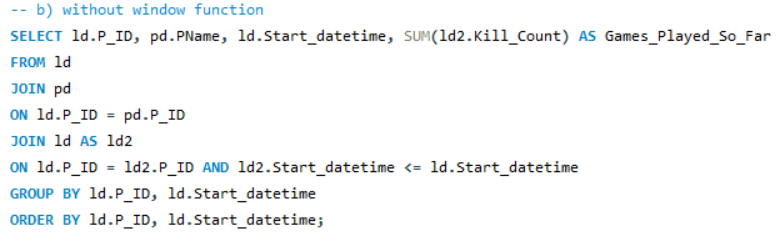 -- b) without window function
SELECT ld.P_ID, pd.PName, ld.Start_datetime, SUM(ld2.Kill_Count) AS Games_Played_So_Far
FROM ld
JOIN pd
ON ld.P_ID = pd.P_ID
JOIN ld AS ld2
ON ld.P_ID = ld2.P_ID AND ld2.Start_datetime <= ld.Start_datetime
GROUP BY ld.P_ID, ld.Start_datetime
ORDER BY ld.P_ID, ld.Start_datetime;